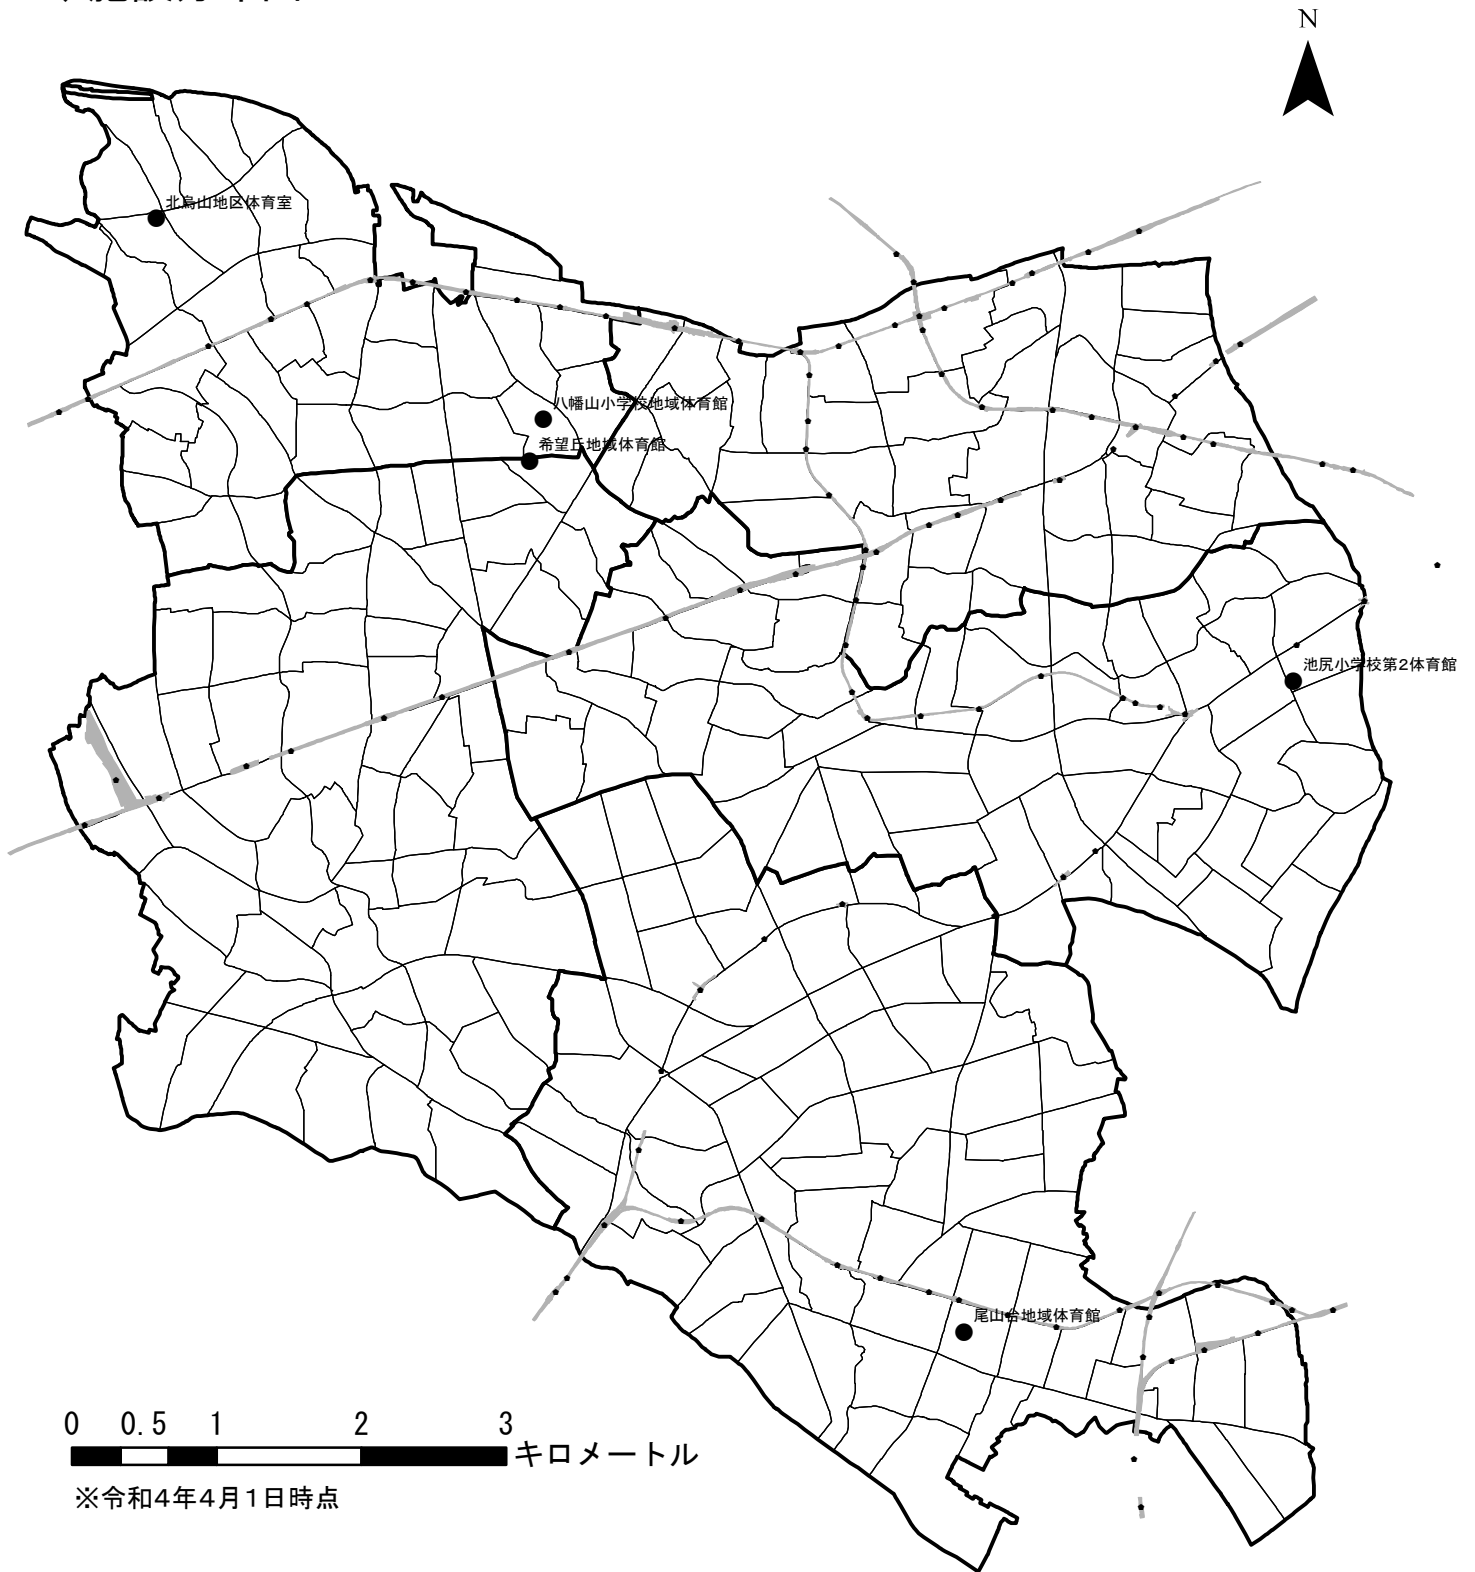 N
北烏山地区体育室
八幡山小学校地域体育館
希望丘地域体育館
池尻小学校第2体育館
尾山台地域体育館
0 0.5 1 2 3
キロメートル
※令和4年4月1日時点